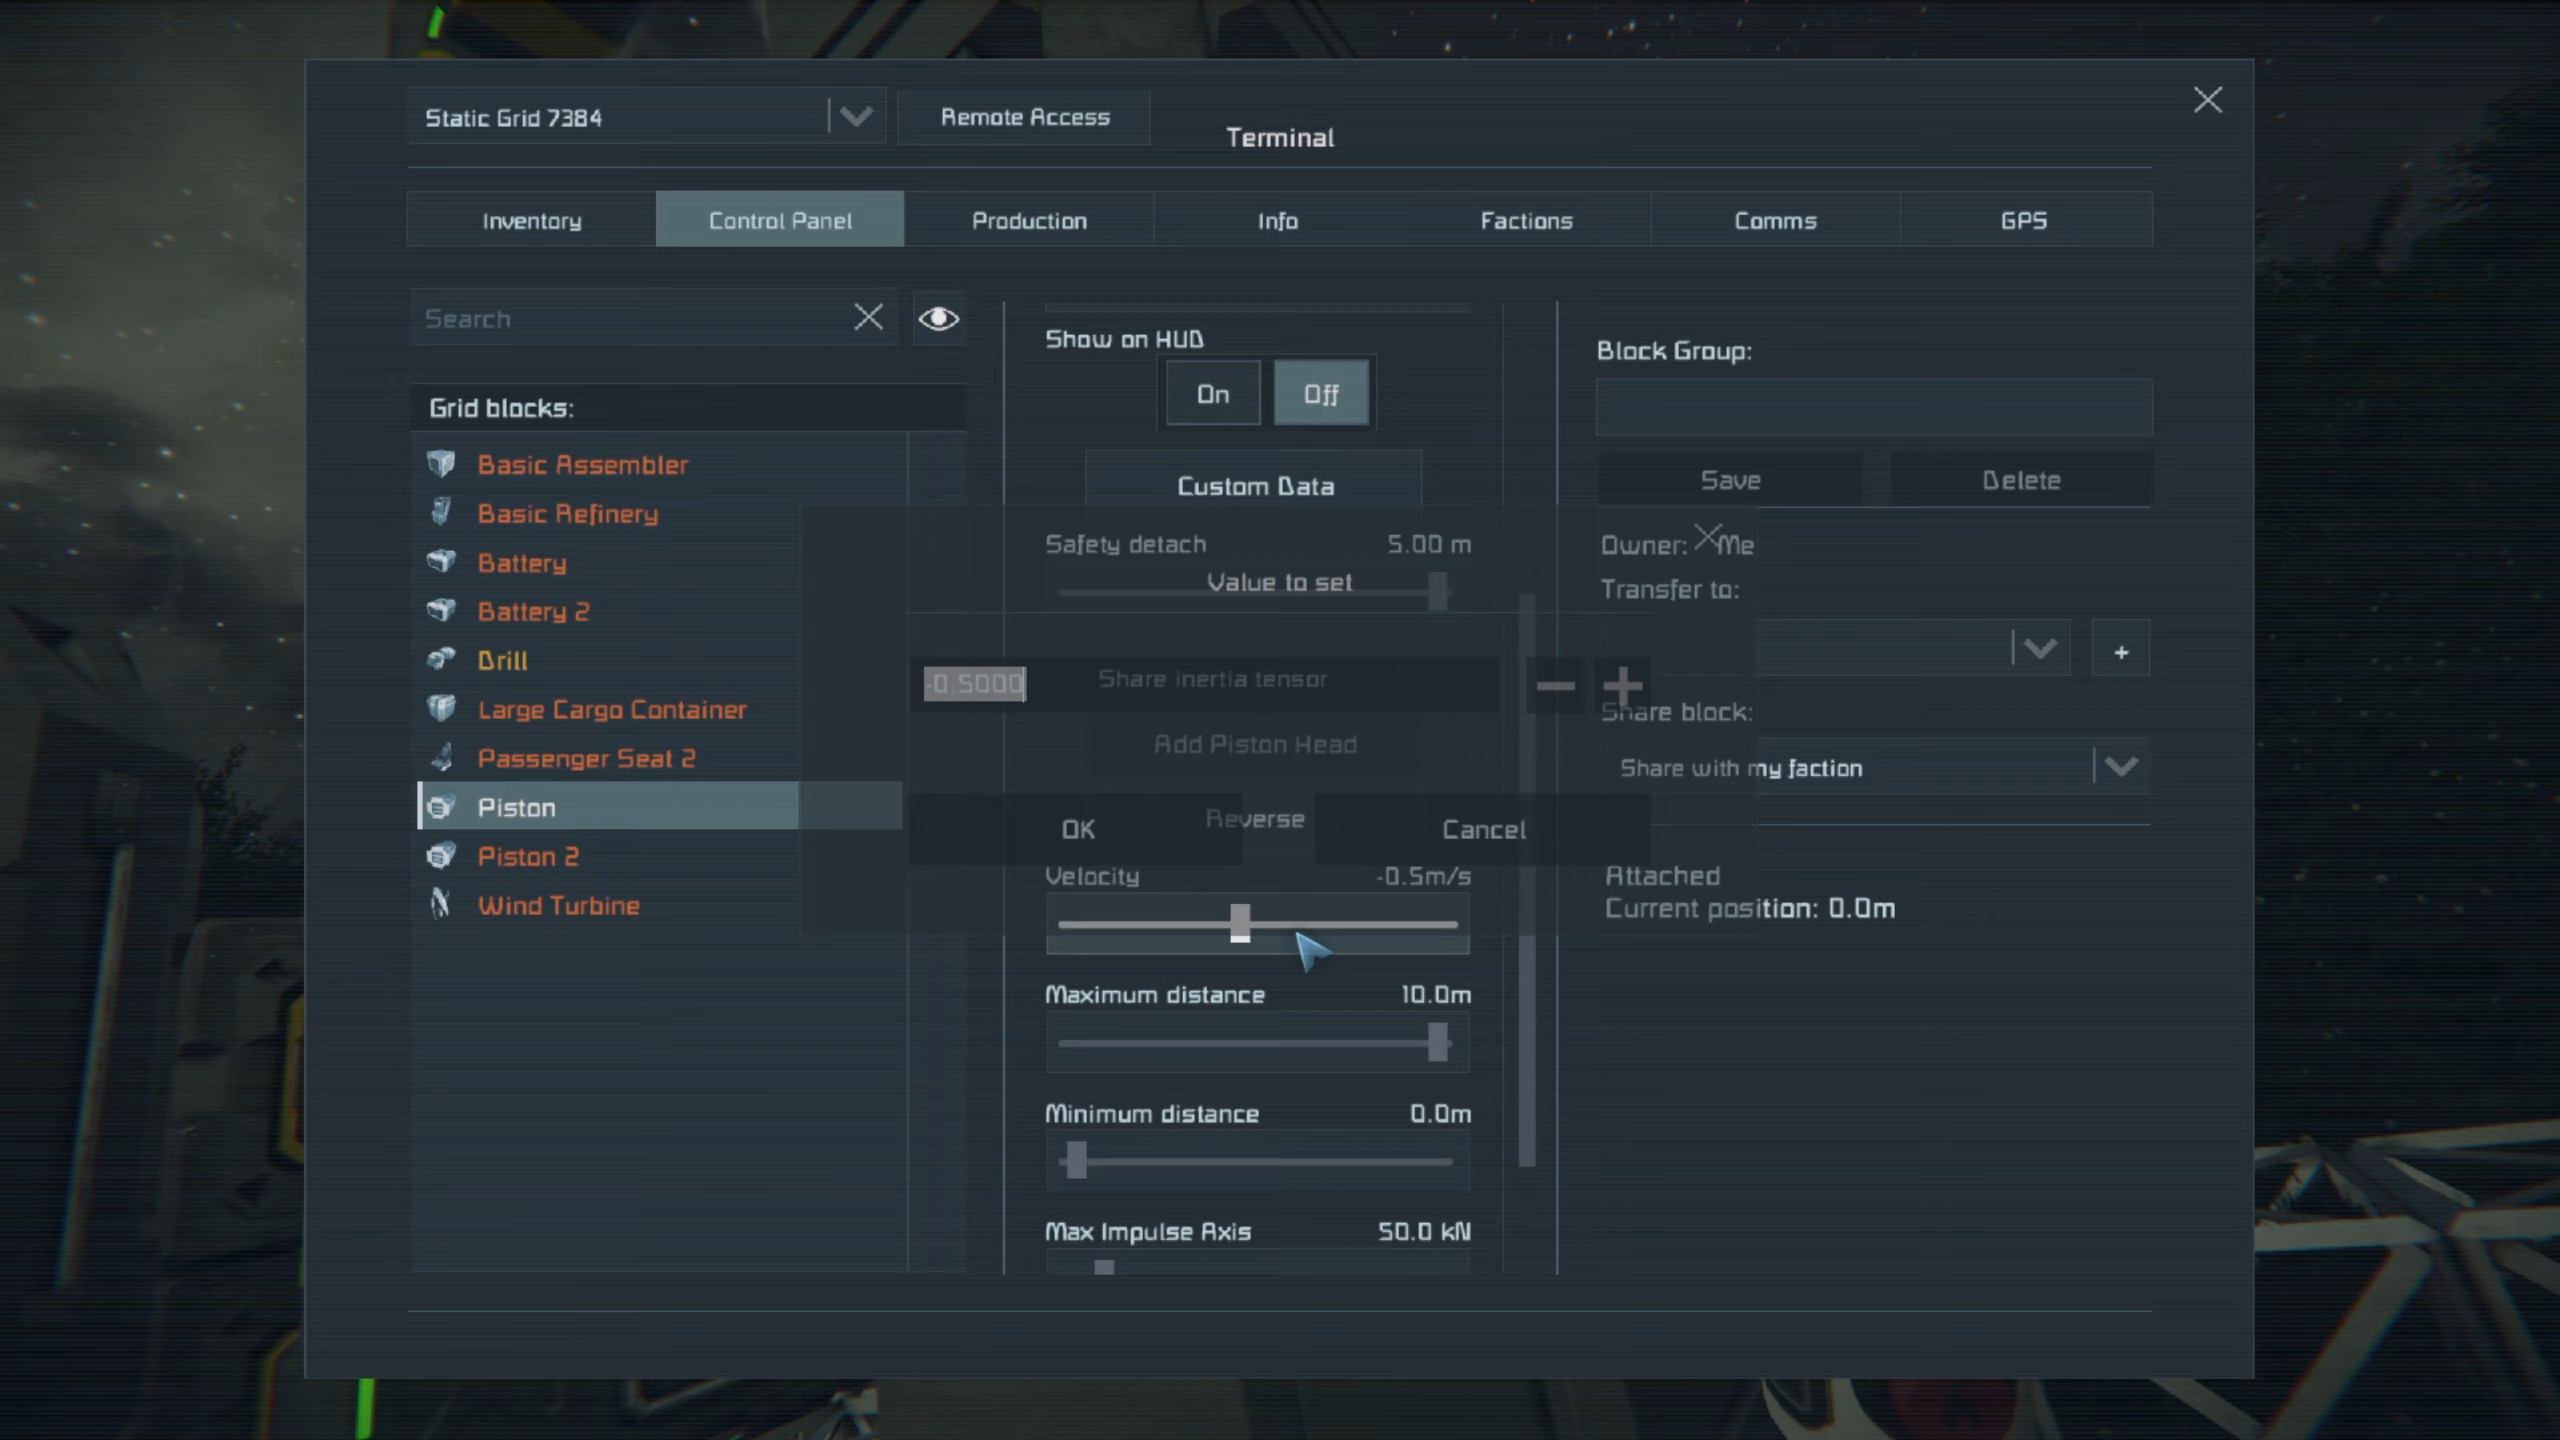 Static Grid 7384
Remote Access
Terminal
Inventory
Control Panel
Production
Info
Factions
Comms
GPS
Search
Grid blocks:
Basic Assembler
Basic Refinery
Battery
Battery 2
Drill
Large Cargo Container
Passenger Seat 2
Piston
Piston 2
Wind Turbine
Show on HUD
On
Off
Custom Data
Safety detach
5.00 m
Value to set
-0.5000
Share inertia tensor
Add Piston Head
Reverse
OK
Cancel
Velocity
-0.5m/s
Maximum distance
10.0m
Minimum distance
0.0m
Max Impulse Axis
50.0 kN
Block Group:
Save
Delete
Owner: Me
Transfer to:
+
Share block:
Share with my faction
Attached
Current position: 0.0m